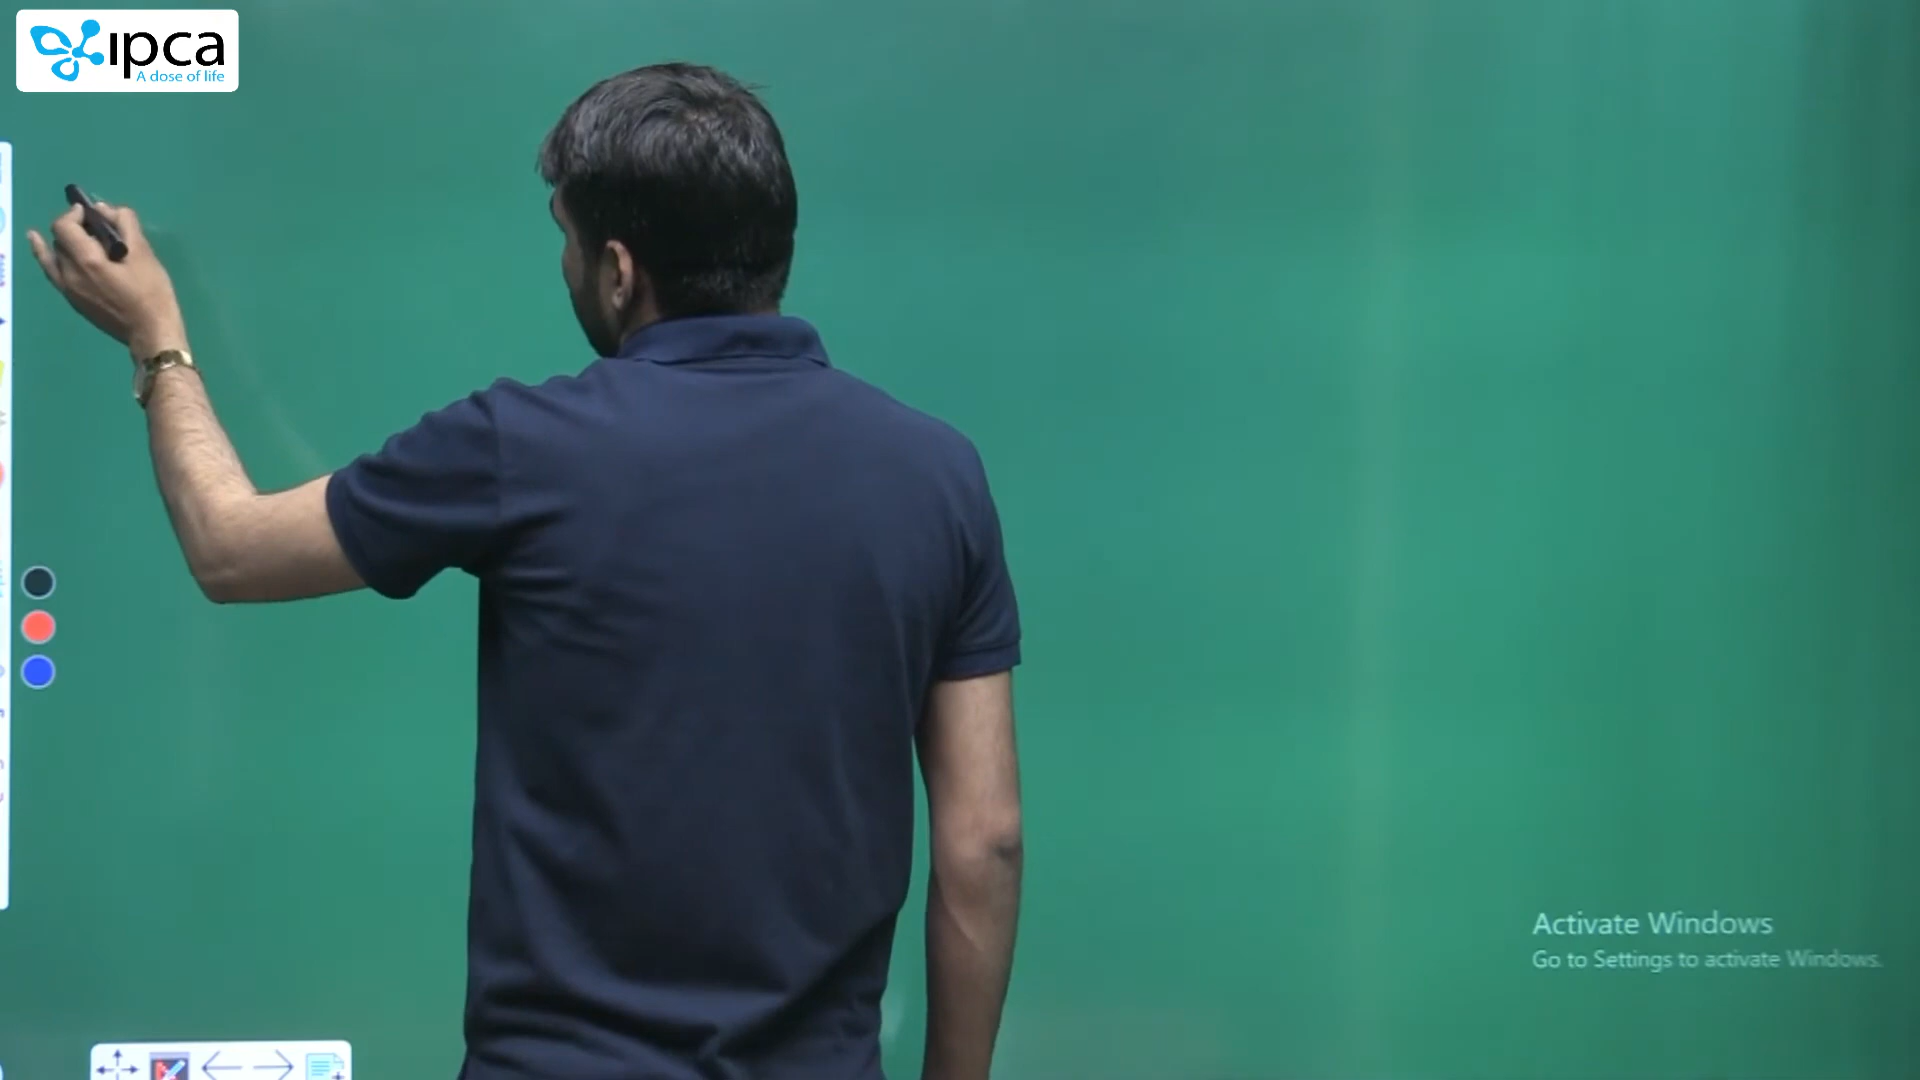 ipca
A dose of life
Activate Windows
Go to Settings to activate Windows.